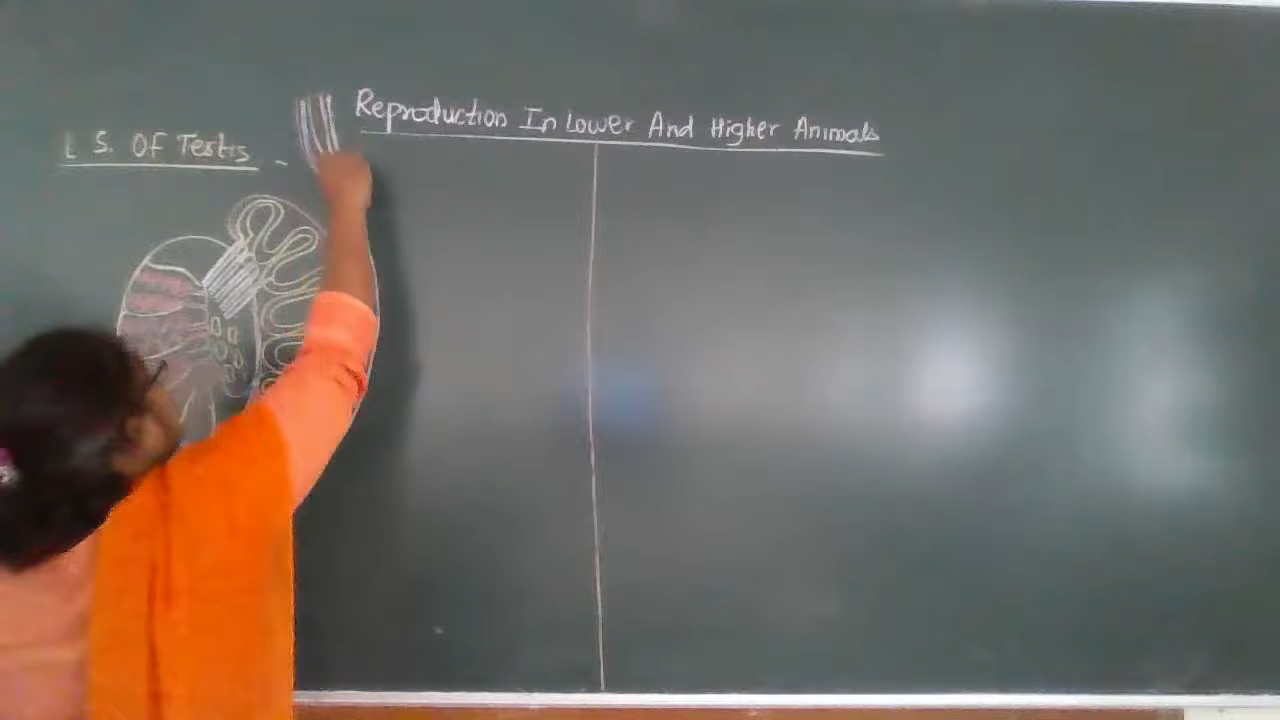 Reproduction In Lower And Higher Animals
L S. OF Testis -